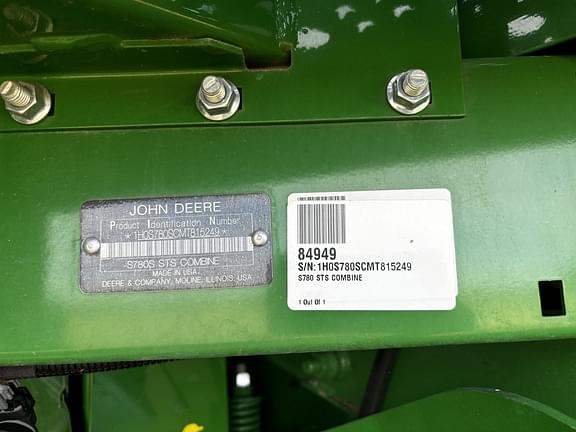 JOHN DEERE
Product Identification Number
*1H0S780SCMT815249*
S780S STS COMBINE
MADE IN USA
DEERE & COMPANY, MOLINE, ILLINOIS, USA
84949
S/N:1H0S780SCMT815249
S780 STS COMBINE
1 Out Of 1